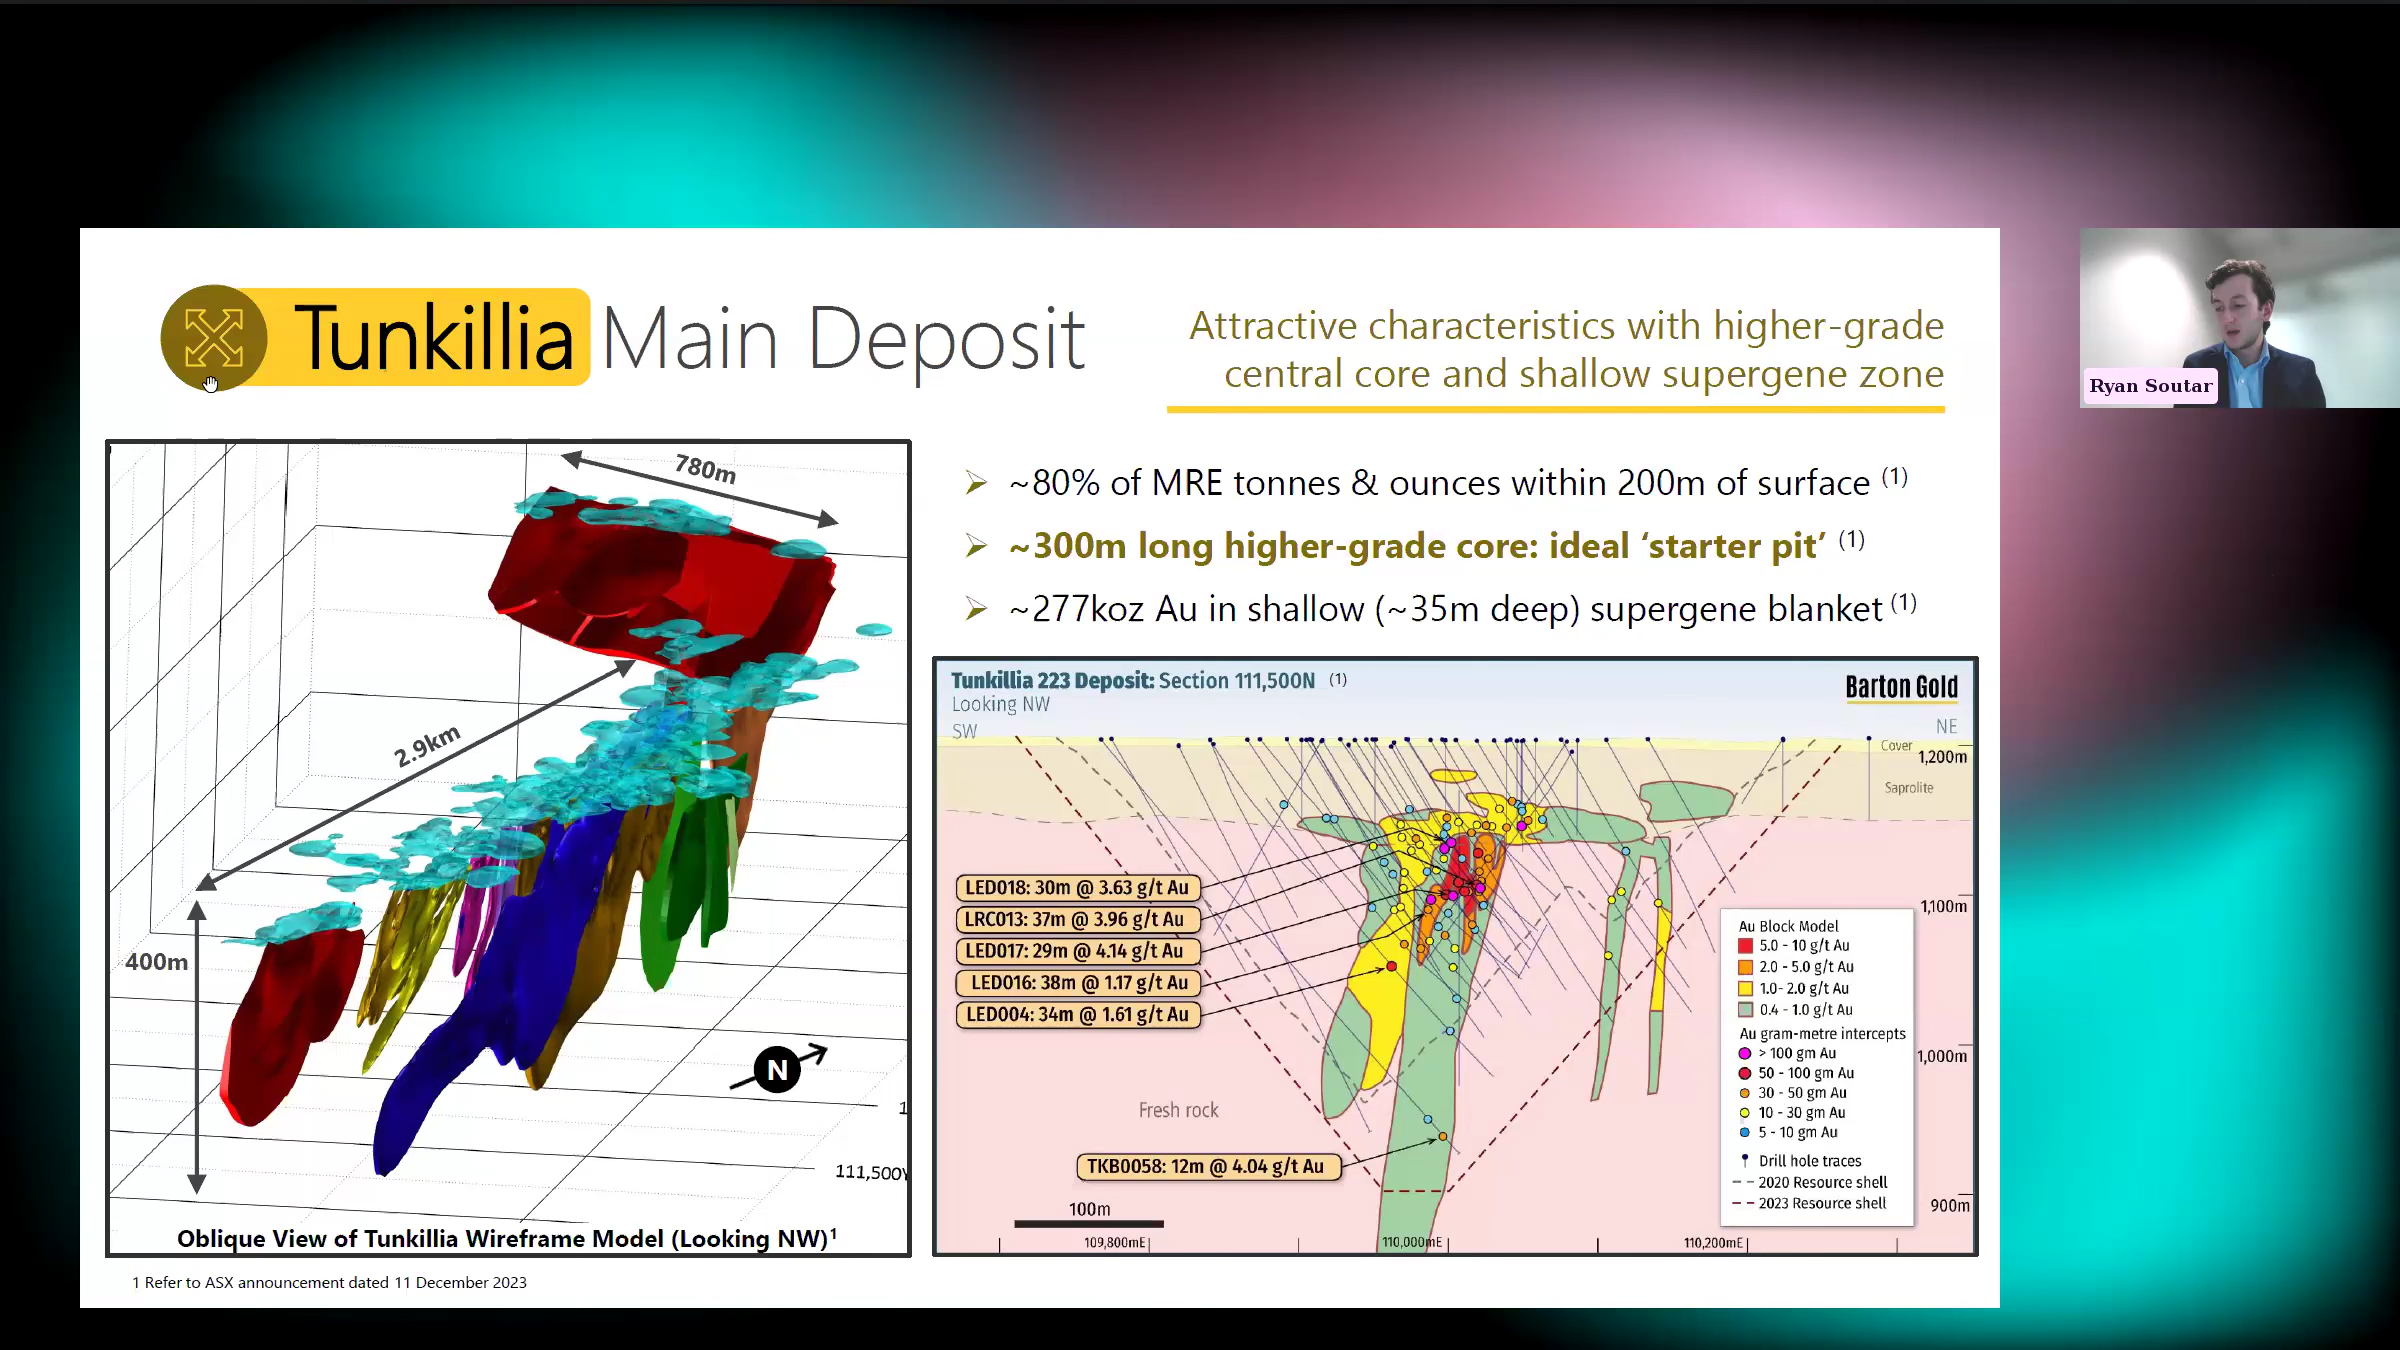 Tunkillia Main Deposit
Attractive characteristics with higher-grade
central core and shallow supergene zone
Ryan Soutar
~80% of MRE tonnes & ounces within 200m of surface (1)
~300m long higher-grade core: ideal ‘starter pit’ (1)
~277koz Au in shallow (~35m deep) supergene blanket (1)
780m
2.9km
400m
N
111,500
Oblique View of Tunkillia Wireframe Model (Looking NW)1
Tunkillia 223 Deposit: Section 111,500N (1)
Looking NW
SW
Barton Gold
NE
Cover
1,200m
Saprolite
LED018: 30m @ 3.63 g/t Au
LRC013: 37m @ 3.96 g/t Au
LED017: 29m @ 4.14 g/t Au
LED016: 38m @ 1.17 g/t Au
LED004: 34m @ 1.61 g/t Au
1,100m
Au Block Model
5.0 - 10 g/t Au
2.0 - 5.0 g/t Au
1.0- 2.0 g/t Au
0.4 - 1.0 g/t Au
Au gram-metre intercepts
> 100 gm Au
50 - 100 gm Au
30 - 50 gm Au
10 - 30 gm Au
5 - 10 gm Au
Drill hole traces
2020 Resource shell
2023 Resource shell
1,000m
Fresh rock
TKB0058: 12m @ 4.04 g/t Au
900m
100m
109,800mE
110,000mE
110,200mE
1 Refer to ASX announcement dated 11 December 2023